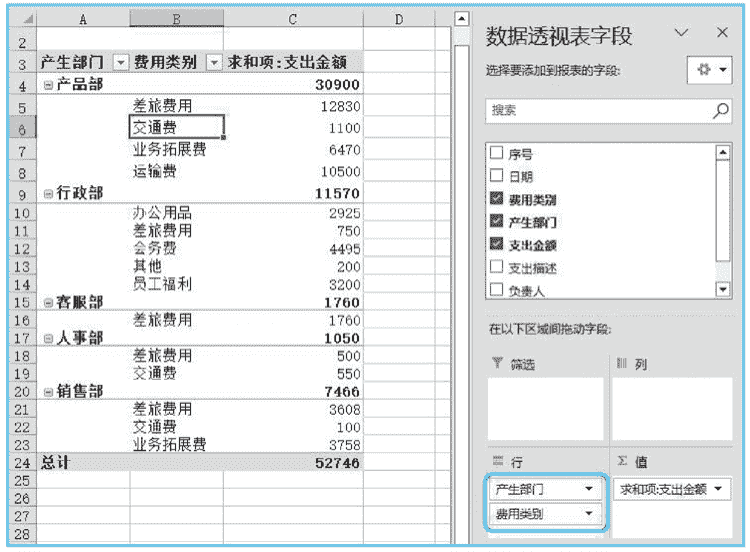 A B C D
2
3 产生部门 费用类别 求和项:支出金额
4 产品部 30900
5 差旅费用 12830
6 交通费 1100
7 业务拓展费 6470
8 运输费 10500
9 行政部 11570
10 办公用品 2925
11 差旅费用 750
12 会务费 4495
13 其他 200
14 员工福利 3200
15 客服部 1760
16 差旅费用 1760
17 人事部 1050
18 差旅费用 500
19 交通费 550
20 销售部 7466
21 差旅费用 3608
22 交通费 100
23 业务拓展费 3758
24 总计 52746
25
26
27
28
数据透视表字段
选择要添加到报表的字段:
搜索
序号
日期
费用类别
产生部门
支出金额
支出描述
负责人
在以下区域间拖动字段:
筛选 列
行 Σ 值
产生部门 求和项:支出金额
费用类别